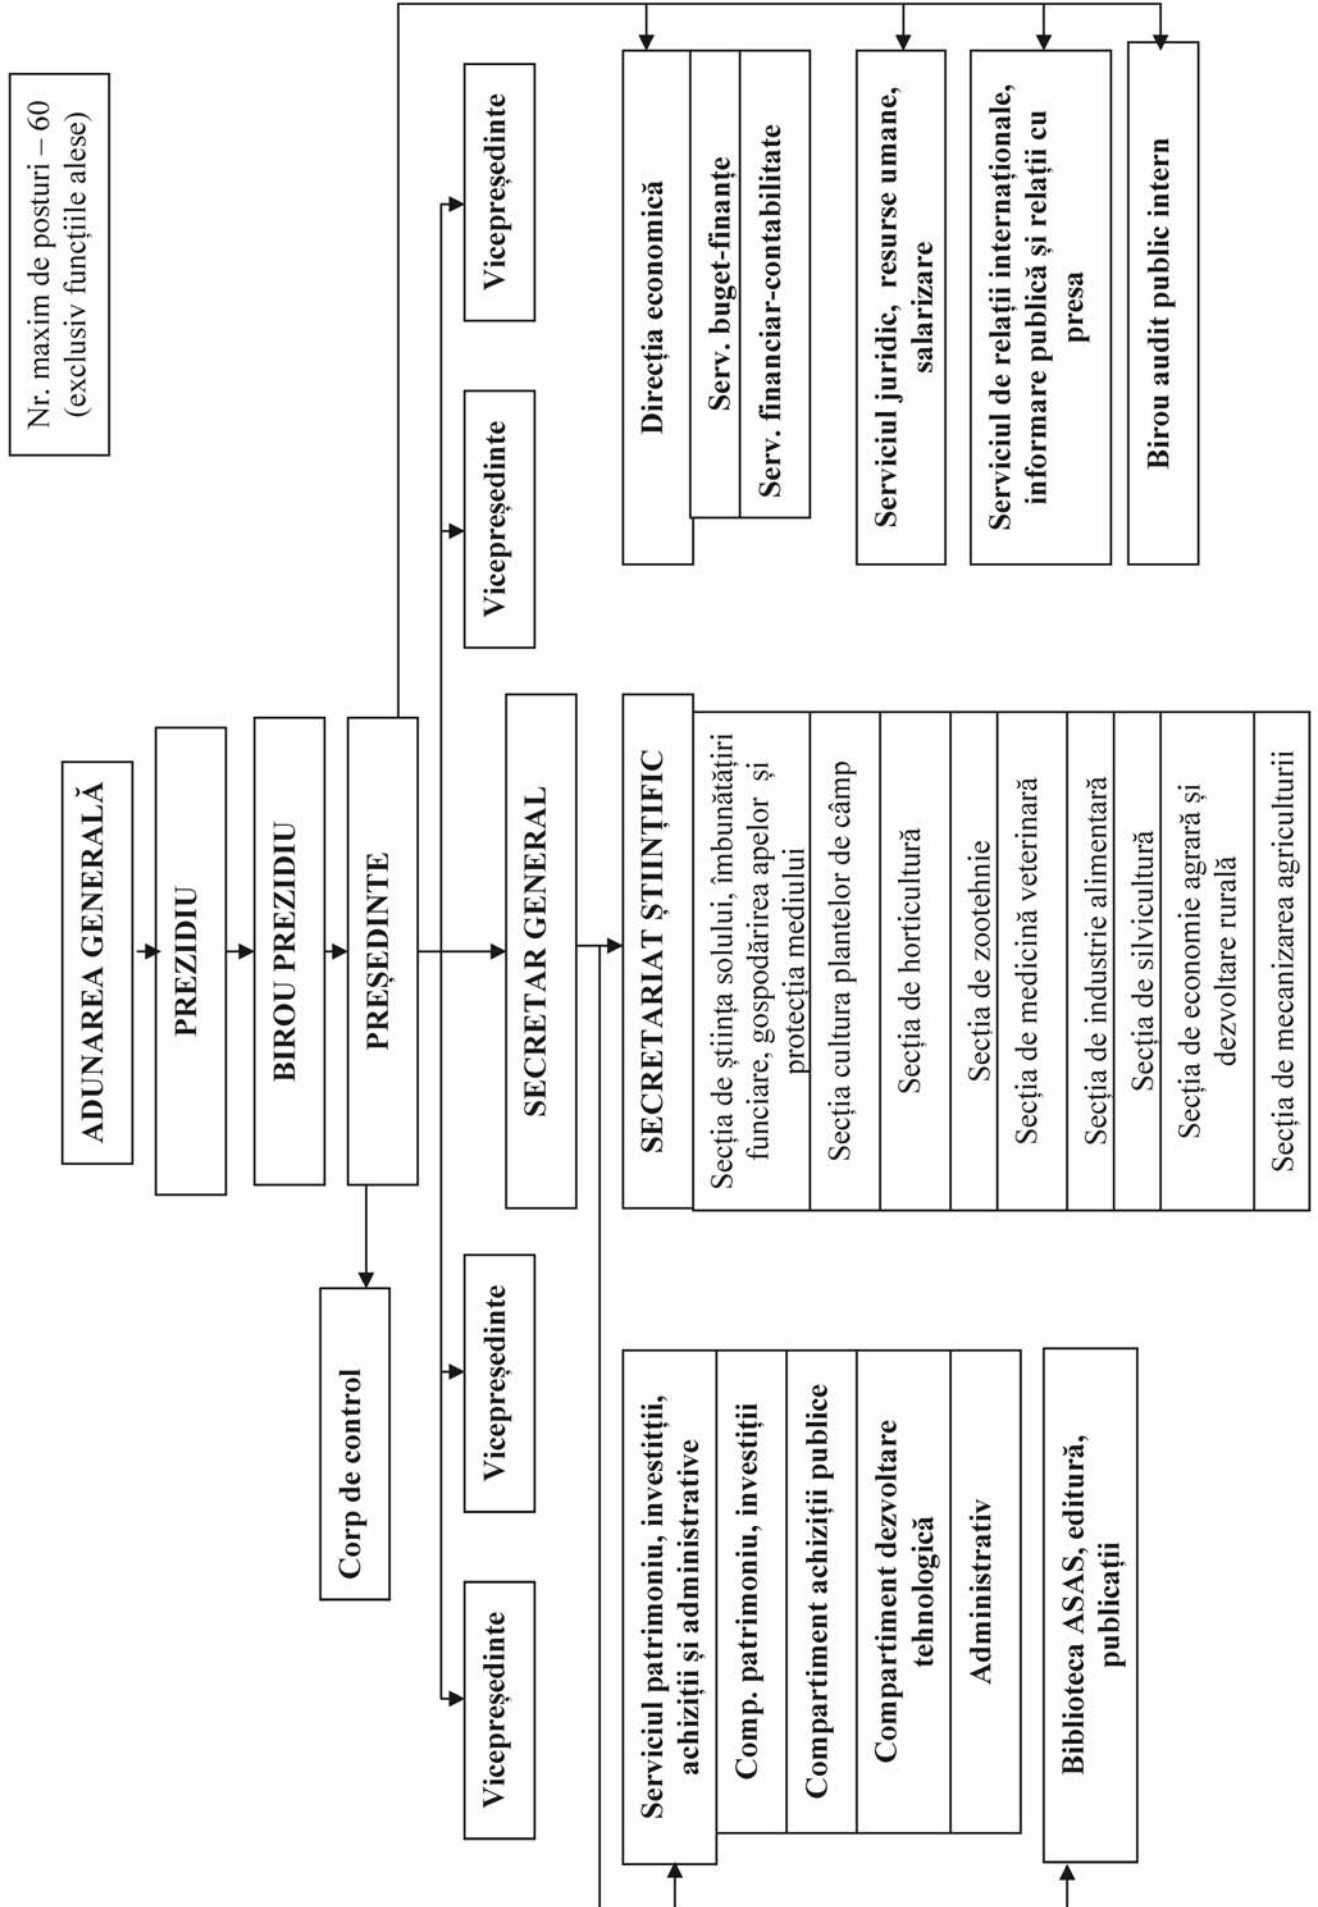 Nr. maxim de posturi – 60
(exclusiv funcțiile alese)
ADUNAREA GENERALĂ
PREZIDIU
BIROU PREZIDIU
PREȘEDINTE
Corp de control
Vicepreședinte
Vicepreședinte
Vicepreședinte
Vicepreședinte
SECRETAR GENERAL
Serviciul patrimoniu, investiții,
achiziții și administrative
Comp. patrimoniu, investiții
Compartiment achiziții publice
Compartiment dezvoltare
tehnologică
Administrativ
Biblioteca ASAS, editură,
publicații
SECRETARIAT ȘTIINȚIFIC
Secția de știința solului, îmbunătățiri
funciare, gospodărirea apelor și
protecția mediului
Secția cultura plantelor de câmp
Secția de horticultură
Secția de zootehnie
Secția de medicină veterinară
Secția de industrie alimentară
Secția de silvicultură
Secția de economie agrară și
dezvoltare rurală
Secția de mecanizarea agriculturii
Direcția economică
Serv. buget-finanțe
Serv. financiar-contabilitate
Serviciul juridic, resurse umane,
salarizare
Serviciul de relații internaționale,
informare publică și relații cu
presa
Birou audit public intern